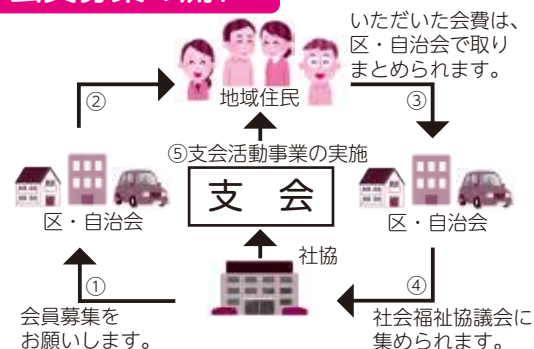 会員募集の流れ
いただいた会費は、
区・自治会で取り
まとめられます。
②
地域住民
③
⑤支会活動事業の実施
支 会
区・自治会
区・自治会
社協
①
④
会員募集を
お願いします。
社会福祉協議会に
集められます。